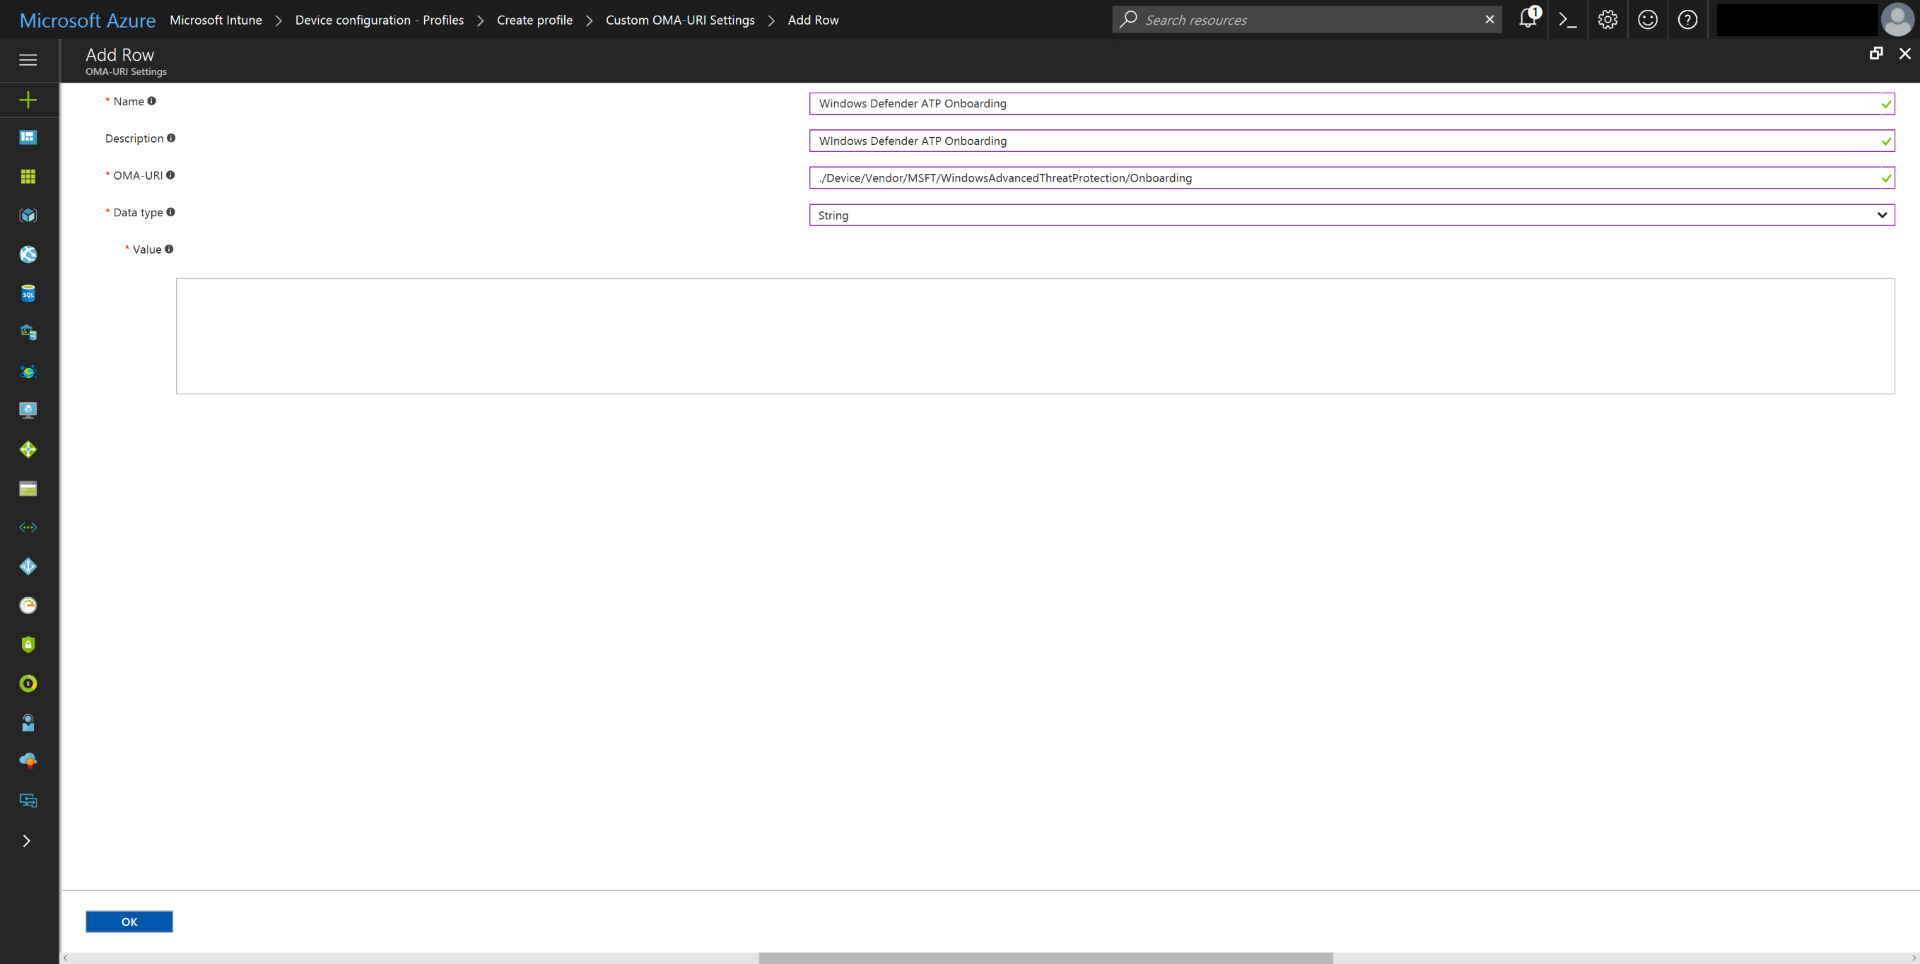 Microsoft Azure Microsoft Intune > Device configuration - Profiles > Create profile > Custom OMA-URI Settings > Add Row
Search resources
1
Add Row
OMA-URI Settings
* Name
Windows Defender ATP Onboarding
Description
WIndows Defender ATP Onboarding
* OMA-URI
./Device/Vendor/MSFT/WindowsAdvancedThreatProtection/Onboarding
* Data type
String
* Value
SQL
OK